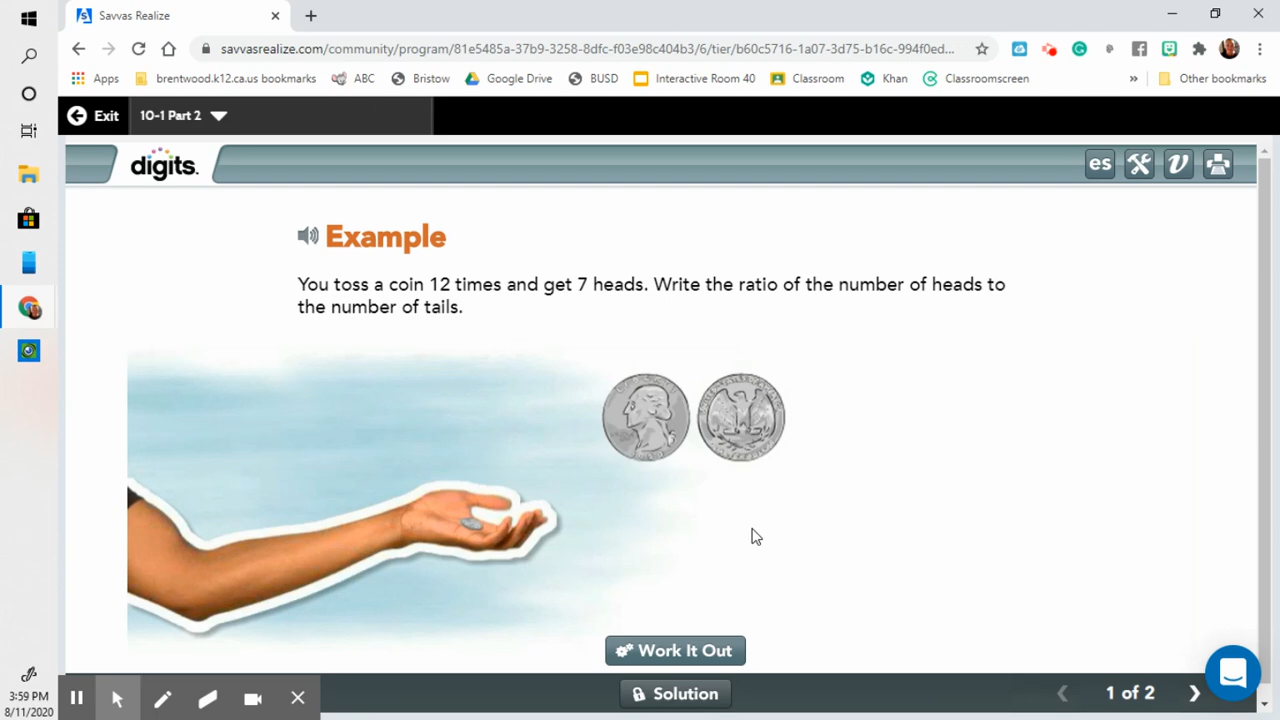 Savvas Realize
savvasrealize.com/community/program/81e5485a-37b9-3258-8dfc-f03e98c404b3/6/tier/b60c5716-1a07-3d75-b16c-994f0ed...
Apps brentwood.k12.ca.us bookmarks ABC Bristow Google Drive BUSD Interactive Room 40 Classroom Khan Classroomscreen » Other bookmarks
Exit 10-1 Part 2
digits. es
Example
You toss a coin 12 times and get 7 heads. Write the ratio of the number of heads to
the number of tails.
Work It Out
Solution 1 of 2
3:59 PM
8/11/2020